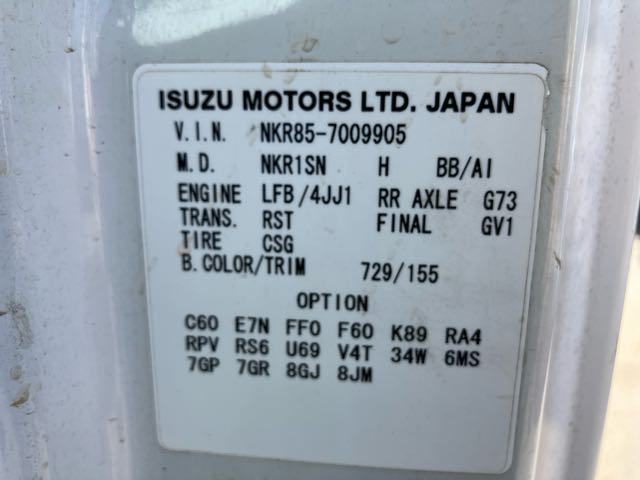 ISUZU MOTORS LTD. JAPAN
V.I.N. NKR85-7009905
M.D. NKR1SN H BB/AI
ENGINE LFB/4JJ1 RR AXLE G73
TRANS. RST FINAL GV1
TIRE CSG
B.COLOR/TRIM 729/155
OPTION
C60 E7N FF0 F60 K89 RA4
RPV RS6 U69 V4T 34W 6MS
7GP 7GR 8GJ 8JM